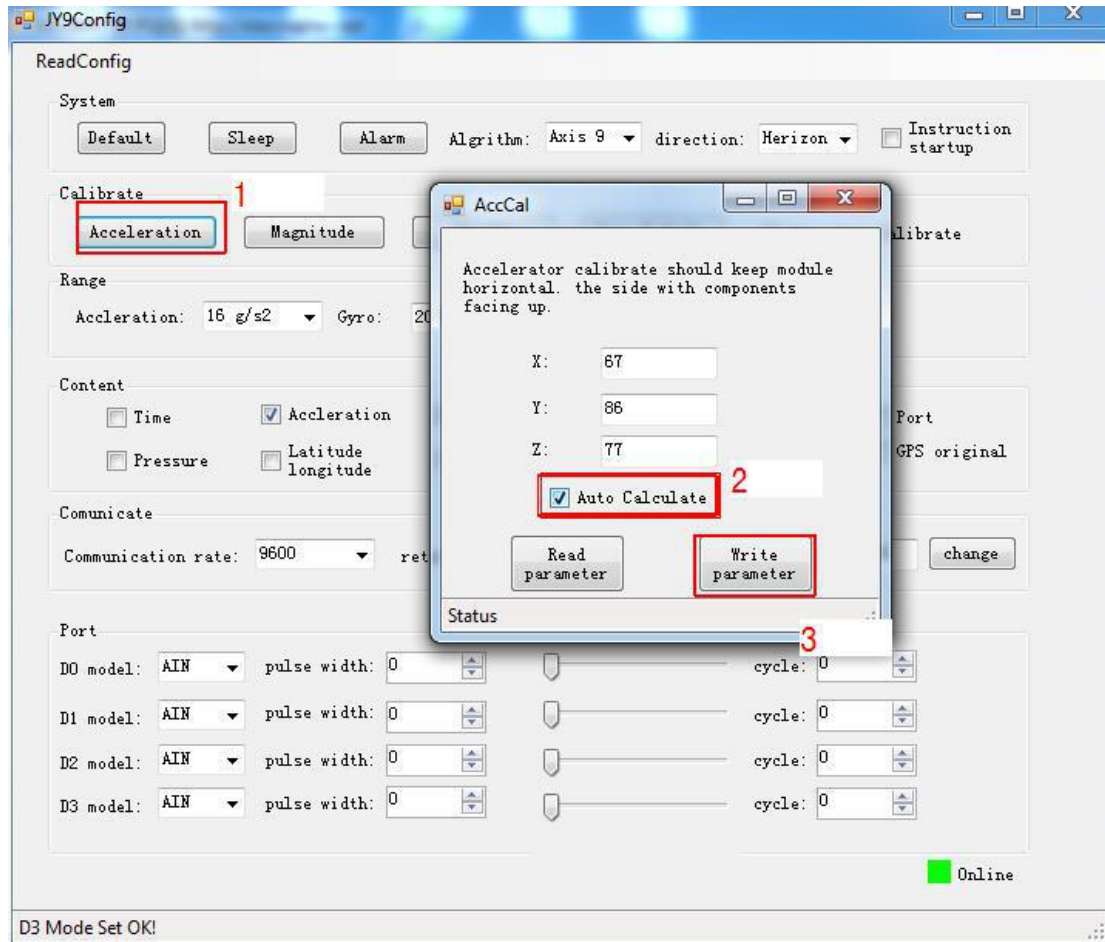 JY9Config
ReadConfig
System
Default Sleep Alarm Algrithm: Axis 9 direction: Herizon Instruction startup
Calibrate
1
Acceleration Magnitude alibrate
Range
Accleration: 16 g/s2 Gyro: 20
Content
Time Accleration Port
Pressure Latitude longitude GPS original
Comunicate
Communication rate: 9600 ret change
AccCal
Accelerator calibrate should keep module
horizontal. the side with components
facing up.
X: 67
Y: 86
Z: 77
Auto Calculate 2
Read parameter Write parameter
Status
3
Port
D0 model: AIN pulse width: 0 cycle: 0
D1 model: AIN pulse width: 0 cycle: 0
D2 model: AIN pulse width: 0 cycle: 0
D3 model: AIN pulse width: 0 cycle: 0
Online
D3 Mode Set OK!